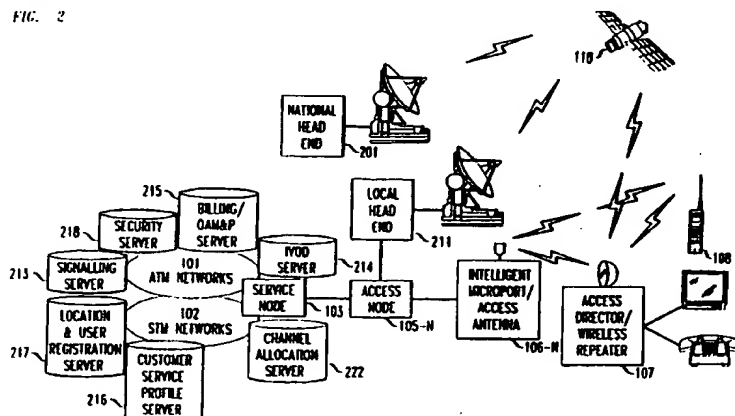 FIG. 2
110
NATIONAL
HEAD
END
201
215
BILLING/
OAM&P
SERVER
LOCAL
HEAD
END
211
218
SECURITY
SERVER
IVOD
SERVER
214
213
SIGNALLING
SERVER
101
ATM NETWORKS
SERVICE
NODE
103
ACCESS
NODE
105-N
INTELLIGENT
MICROPORT/
ACCESS
ANTENNA
106-N
108
ACCESS
DIRECTOR/
WIRELESS
REPEATER
107
LOCATION
& USER
REGISTRATION
SERVER
217
102
STM NETWORKS
CHANNEL
ALLOCATION
SERVER
222
CUSTOMER
SERVICE
PROFILE
SERVER
216